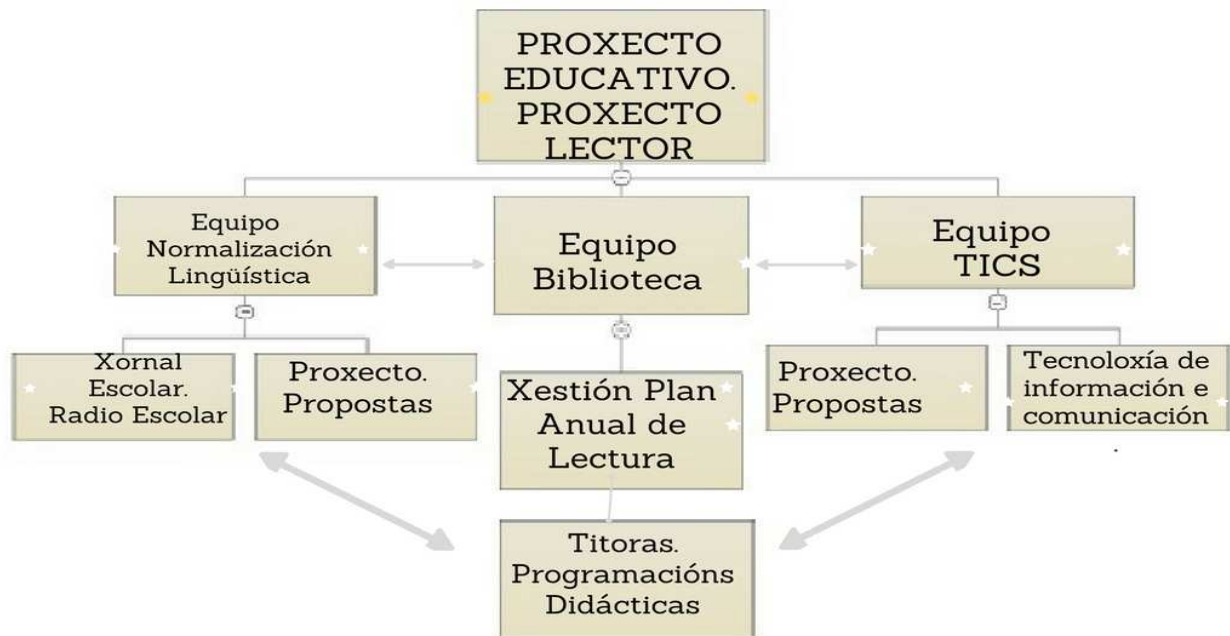 PROXECTO
EDUCATIVO.
PROXECTO
LECTOR
Equipo
Normalización
Lingüística
Equipo
Biblioteca
Equipo
TICS
Xornal
Escolar.
Radio Escolar
Proxecto.
Propostas
Xestión Plan
Anual de
Lectura
Proxecto.
Propostas
Tecnoloxía de
información e
comunicación
.
Titoras.
Programacións
Didácticas